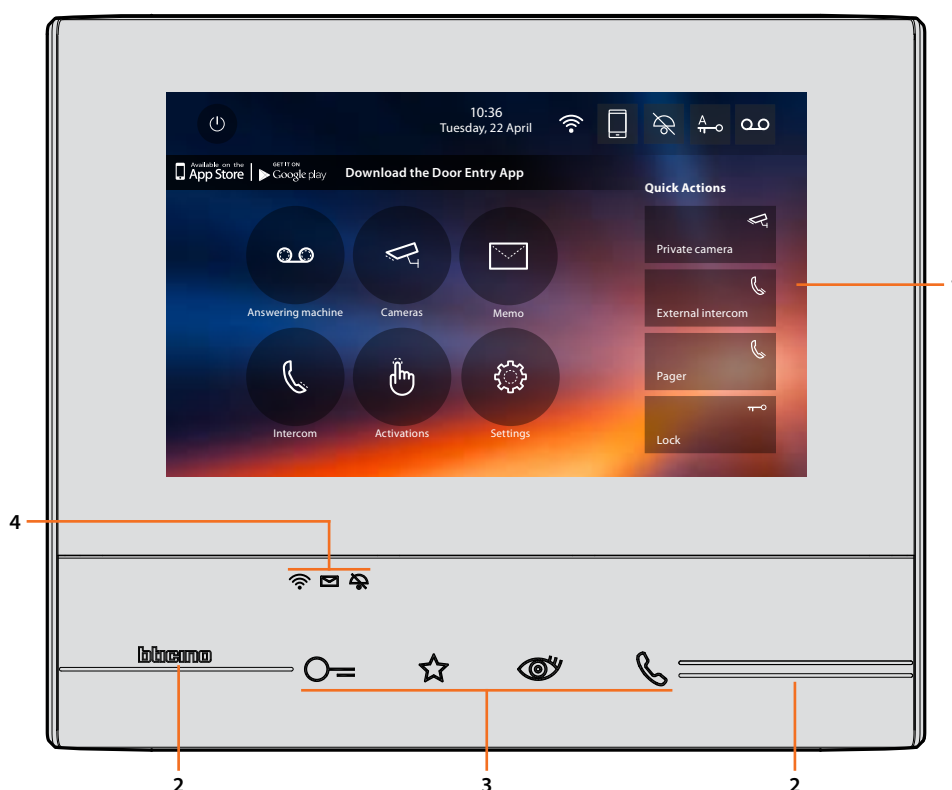 10:36
Tuesday, 22 April
A
Available on the
App Store
GET IT ON
Google play
Download the Door Entry App
Quick Actions
Private camera
External intercom
Pager
Lock
Answering machine
Cameras
Memo
Intercom
Activations
Settings
4
bticino
2
3
2